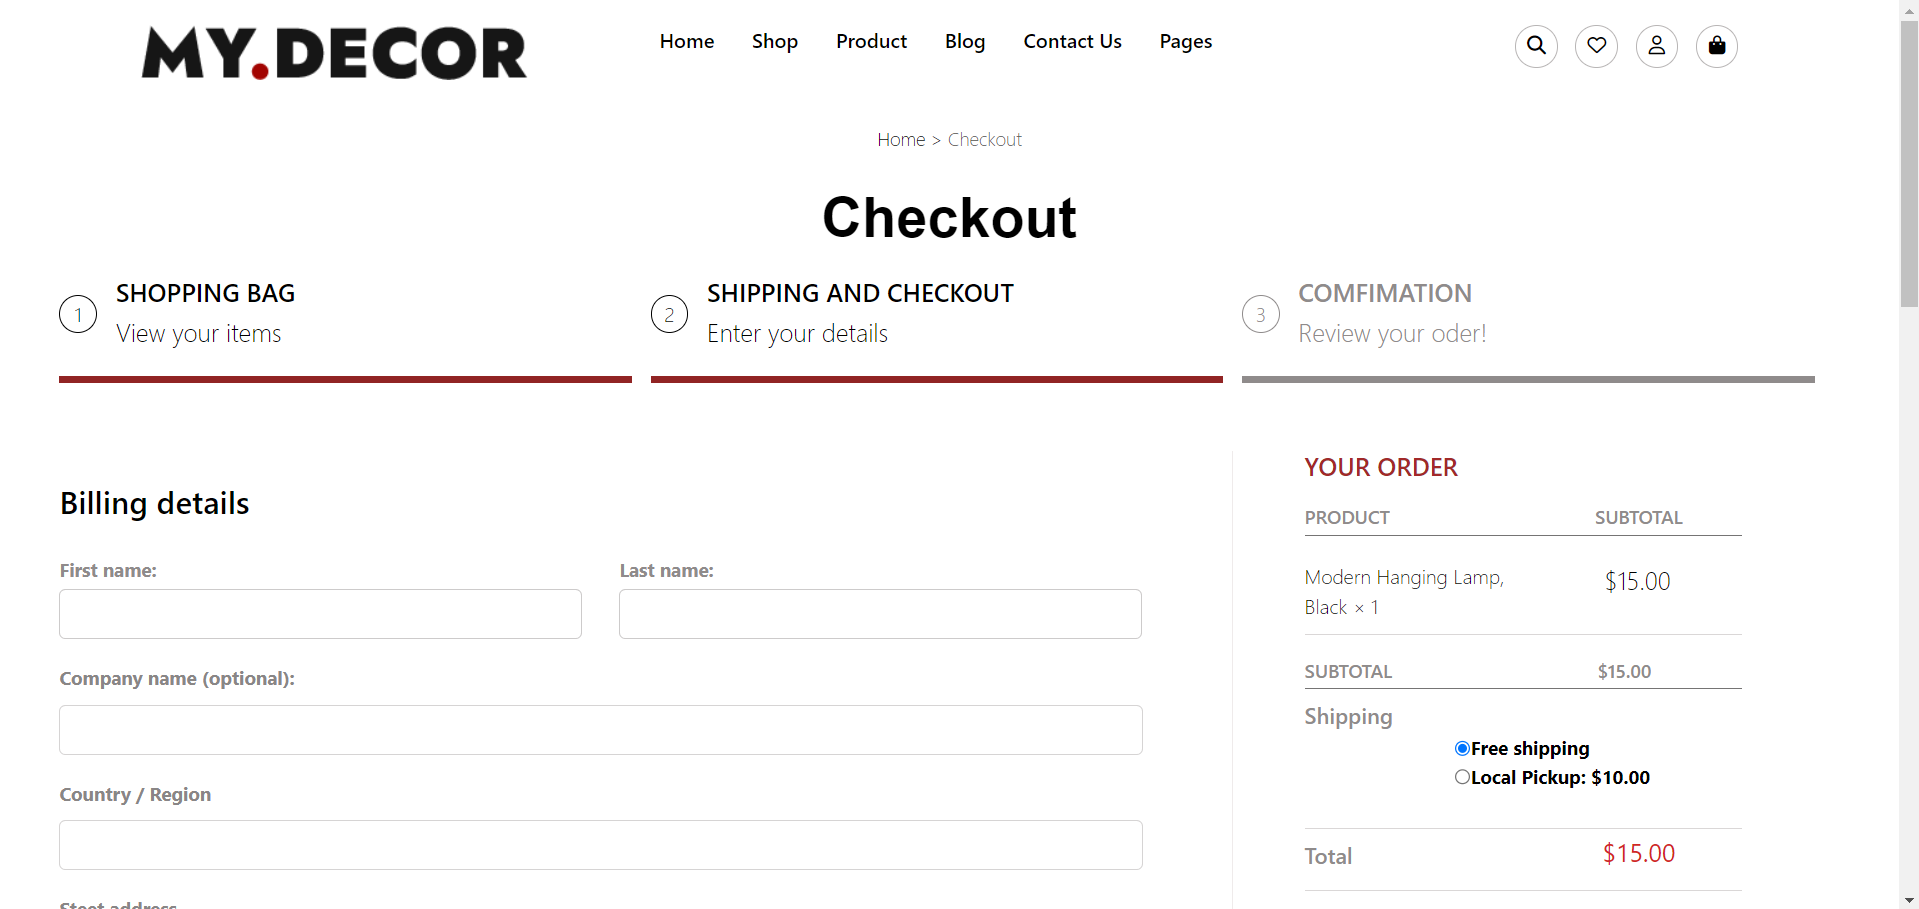 MY.DECOR
Home Shop Product Blog Contact Us Pages
Home > Checkout
Checkout
1 SHOPPING BAG
View your items
2 SHIPPING AND CHECKOUT
Enter your details
3 COMFIMATION
Review your oder!
Billing details
First name: Last name:
Company name (optional):
Country / Region
Steet address
YOUR ORDER
PRODUCT SUBTOTAL
Modern Hanging Lamp, $15.00
Black × 1
SUBTOTAL $15.00
Shipping
Free shipping
Local Pickup: $10.00
Total $15.00